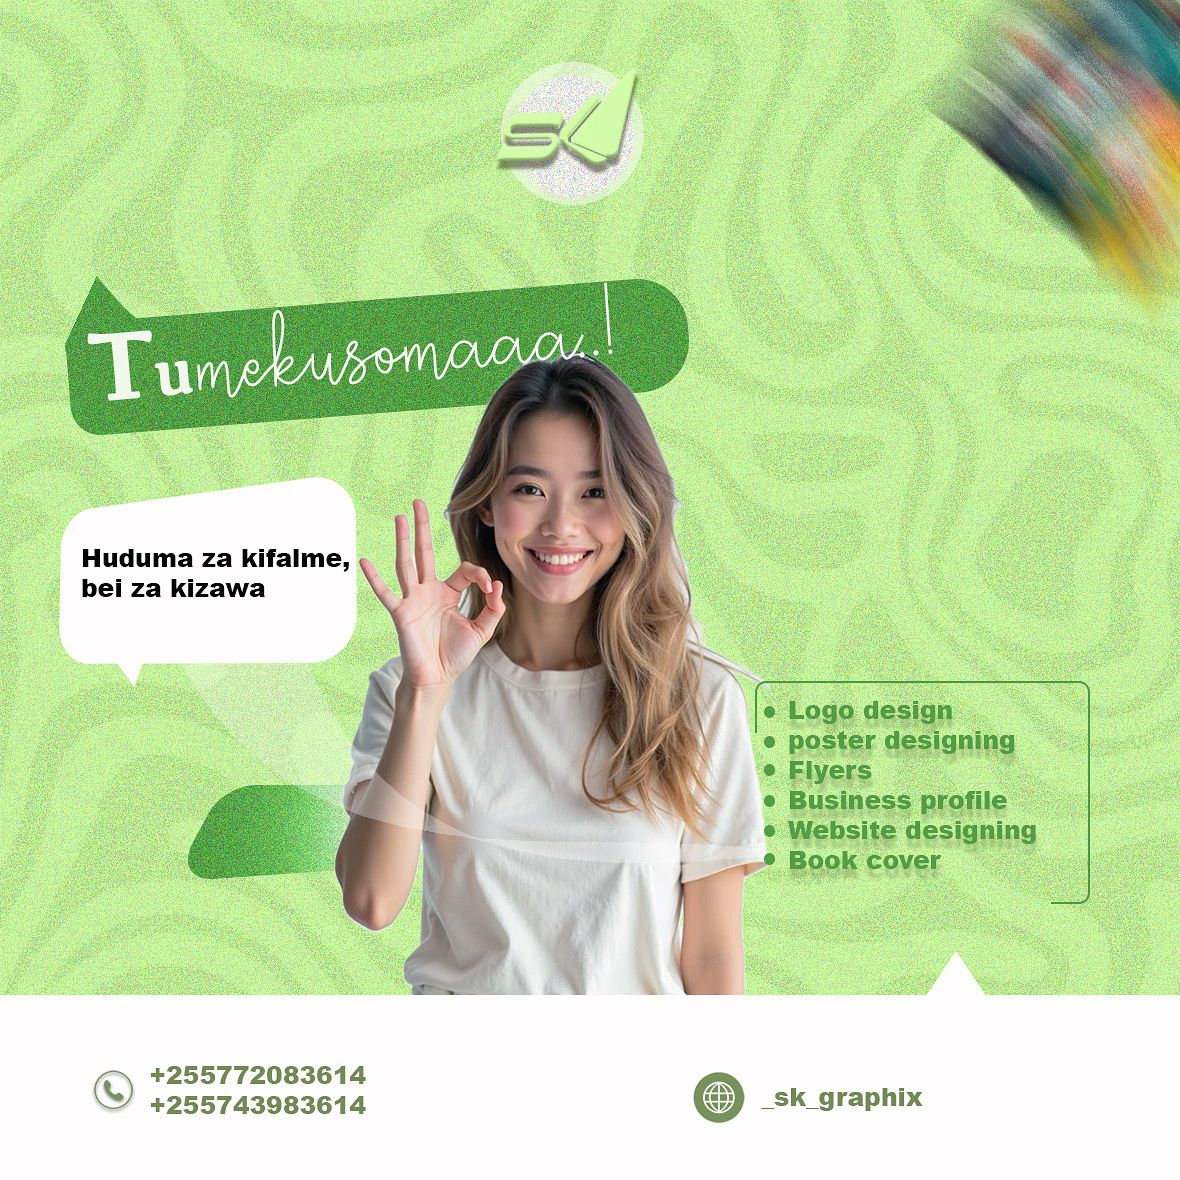 SK
Tumekusomaaa..!
Huduma za kifalme,
bei za kizawa
Logo design
poster designing
Flyers
Business profile
Website designing
Book cover
+255772083614
+255743983614
_sk_graphix